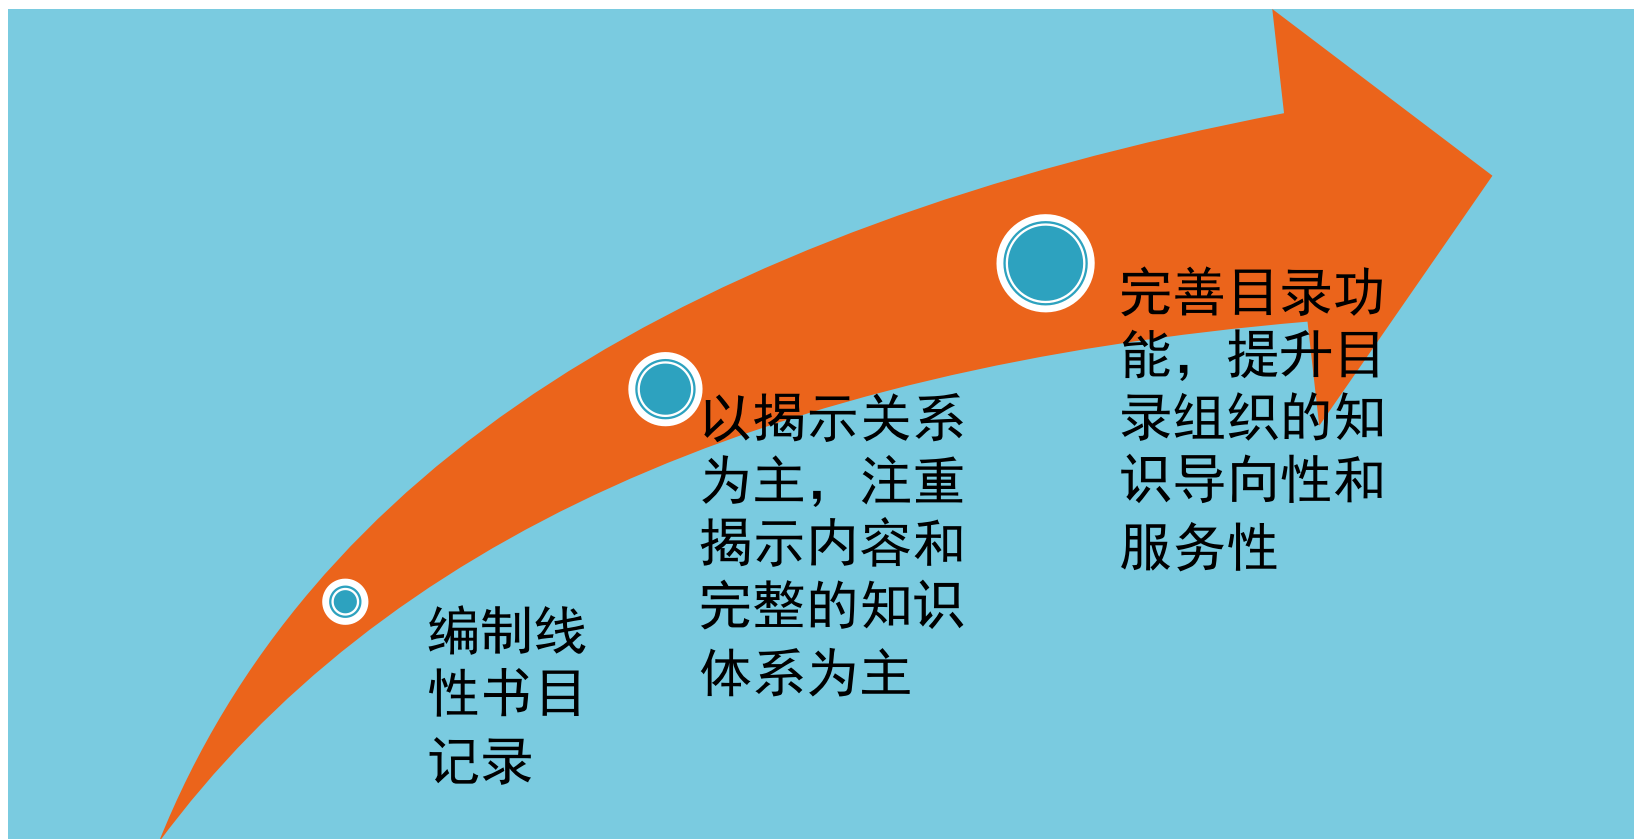 编制线
性书目
记录
以揭示关系
为主，注重
揭示内容和
完整的知识
体系为主
完善目录功
能，提升目
录组织的知
识导向性和
服务性